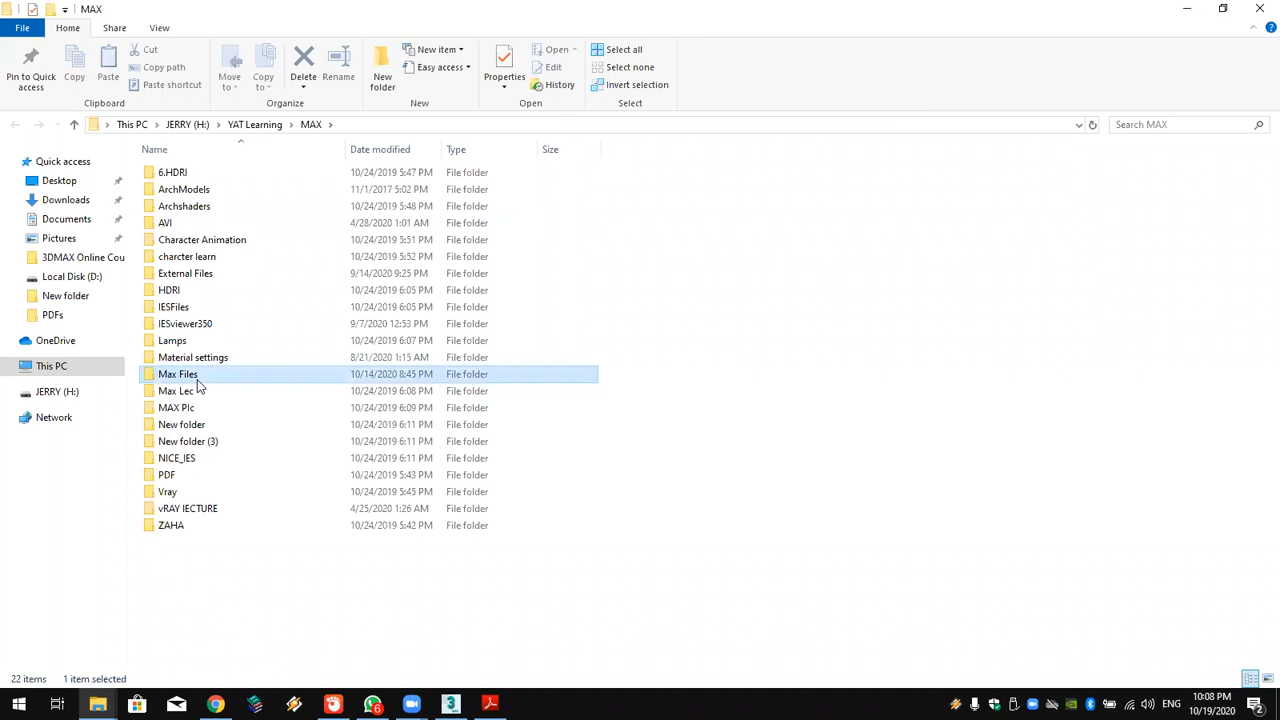 MAX
File Home Share View
Pin to Quick access
Copy
Paste
Cut
Copy path
Paste shortcut
Clipboard
Move to
Copy to
Delete
Rename
Organize
New folder
New item
Easy access
New
Properties
Open
Edit
History
Open
Select all
Select none
Invert selection
Select
This PC > JERRY (H:) > YAT Learning > MAX >
Search MAX
Quick access
Desktop
Downloads
Documents
Pictures
3DMAX Online Cou
Local Disk (D:)
New folder
PDFs
OneDrive
This PC
JERRY (H:)
Network
Name Date modified Type Size
6.HDRI 10/24/2019 5:47 PM File folder
ArchModels 11/1/2017 5:02 PM File folder
Archshaders 10/24/2019 5:48 PM File folder
AVI 4/28/2020 1:01 AM File folder
Character Animation 10/24/2019 5:51 PM File folder
charcter learn 10/24/2019 5:52 PM File folder
External Files 9/14/2020 9:25 PM File folder
HDRI 10/24/2019 6:05 PM File folder
IESFiles 10/24/2019 6:05 PM File folder
IESviewer350 9/7/2020 12:53 PM File folder
Lamps 10/24/2019 6:07 PM File folder
Material settings 8/21/2020 1:15 AM File folder
Max Files 10/14/2020 8:45 PM File folder
Max Lec 10/24/2019 6:08 PM File folder
MAX PIc 10/24/2019 6:09 PM File folder
New folder 10/24/2019 6:11 PM File folder
New folder (3) 10/24/2019 6:11 PM File folder
NICE_IES 10/24/2019 6:11 PM File folder
PDF 10/24/2019 5:43 PM File folder
Vray 10/24/2019 5:45 PM File folder
vRAY lECTURE 4/25/2020 1:26 AM File folder
ZAHA 10/24/2019 5:42 PM File folder
22 items 1 item selected
6
3
ENG
10:08 PM
10/19/2020
2